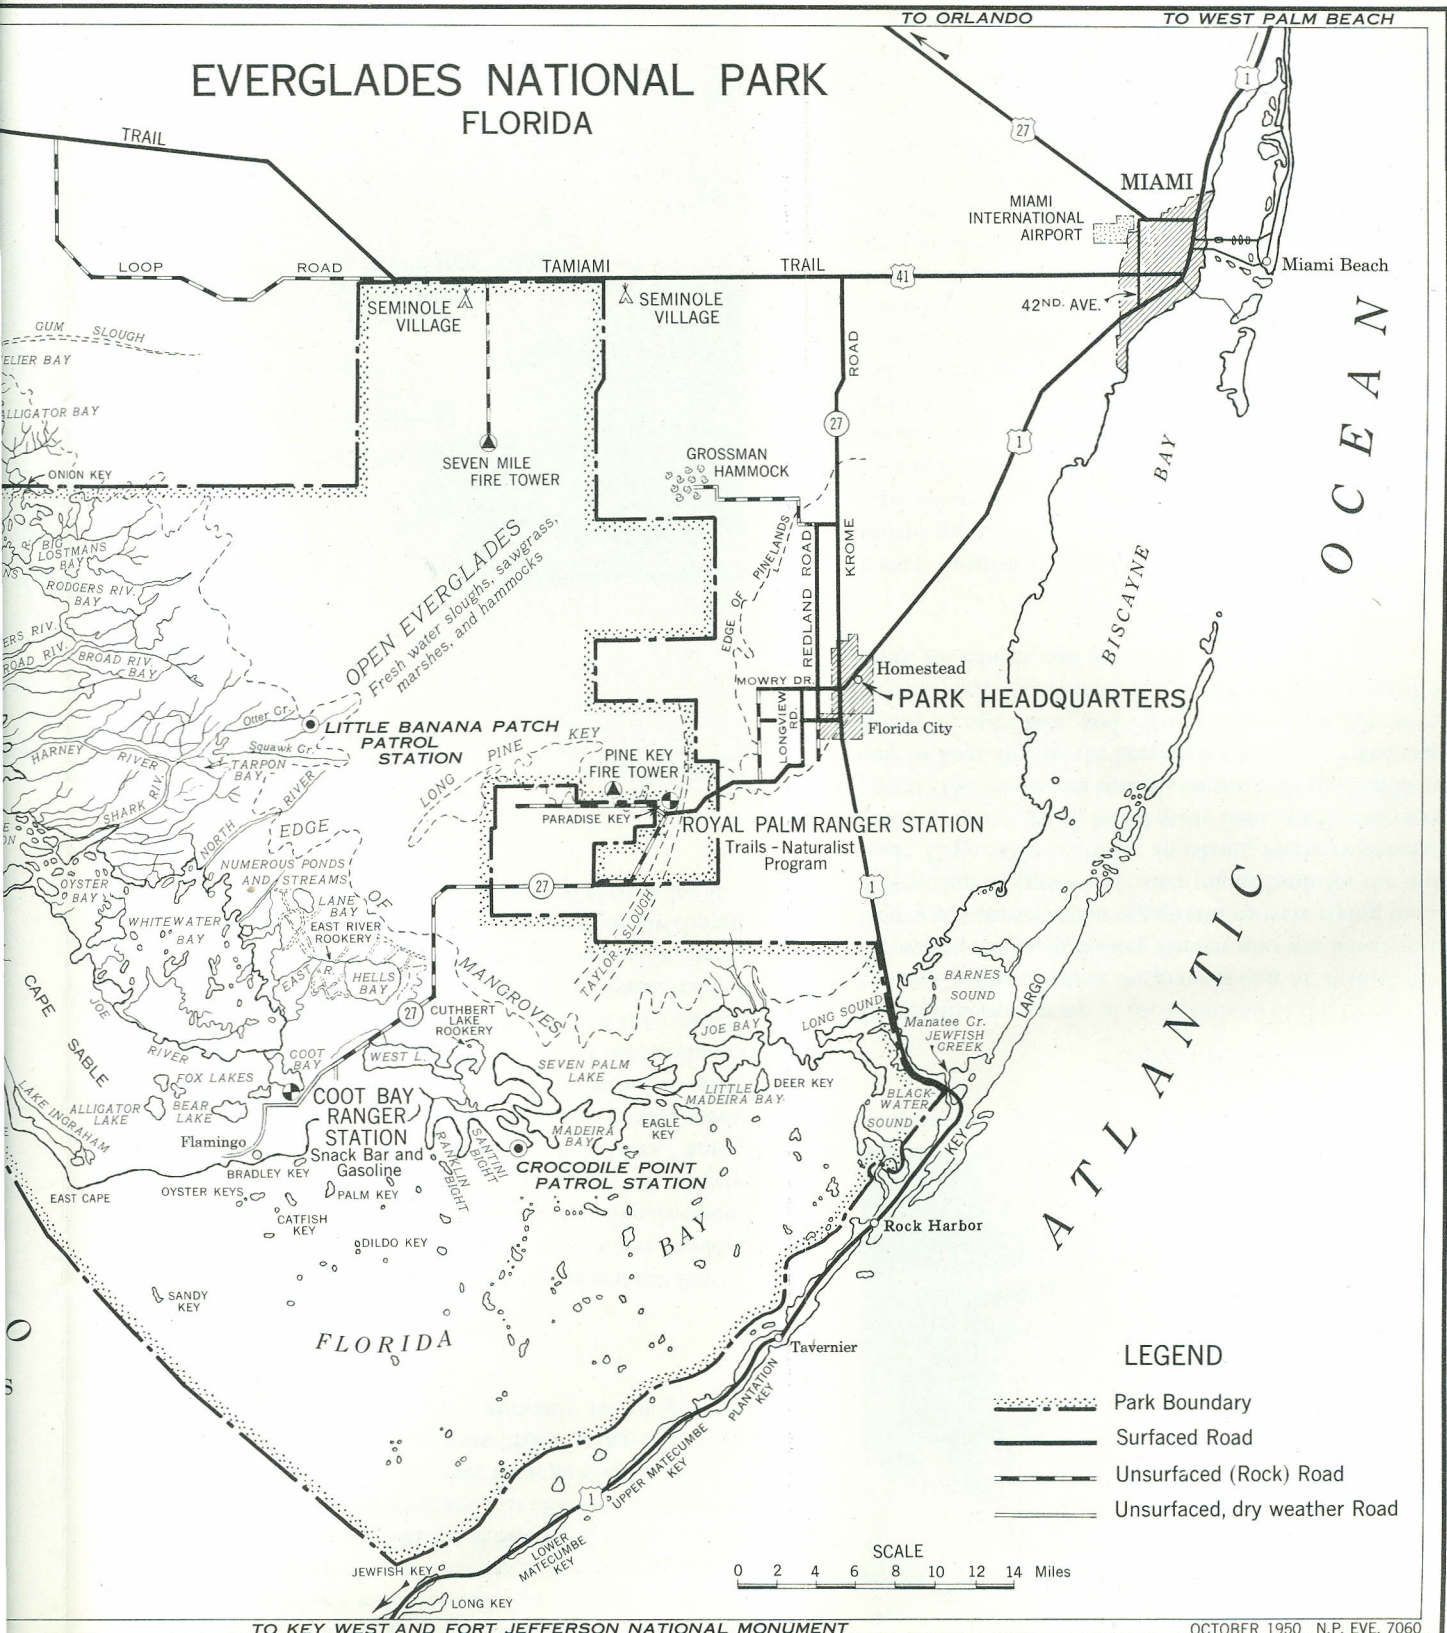 TO ORLANDO
TO WEST PALM BEACH
EVERGLADES NATIONAL PARK
FLORIDA
1
27
TRAIL
MIAMI
MIAMI
INTERNATIONAL
AIRPORT
LOOP
ROAD
TAMIAMI
TRAIL
41
Miami Beach
SEMINOLE
VILLAGE
SEMINOLE
VILLAGE
42ND. AVE.
GUM SLOUGH
ELIER BAY
ROAD
ALLIGATOR BAY
27
1
OCEAN
BISCAYNE BAY
ONION KEY
SEVEN MILE
FIRE TOWER
GROSSMAN
HAMMOCK
BIG
LOSTMANS
BAY
R.
NS
RODGERS RIV.
BAY
OPEN EVERGLADES
Fresh water sloughs, sawgrass,
marshes, and hammocks
EDGE OF PINELANDS
REDLAND ROAD
KROME
ERS RIV.
ROAD RIV.
BROAD RIV.
BAY
MOWRY DR.
Homestead
PARK HEADQUARTERS
LONGVIEW
RD.
Florida City
Otter Cr.
LITTLE BANANA PATCH
PATROL
STATION
Squawk Cr.
HARNEY RIVER
TARPON
BAY
SHARK RIV.
NORTH RIVER
LONG PINE KEY
PINE KEY
FIRE TOWER
PARADISE KEY
ROYAL PALM RANGER STATION
Trails - Naturalist
Program
EDGE OF MANGROVES
NUMEROUS PONDS
AND STREAMS
OYSTER
BAY
LANE
BAY
EAST RIVER
ROOKERY
WHITEWATER
BAY
27
1
EAST R.
HELLS
BAY
TAYLOR SLOUGH
CAPE SABLE
JOE RIVER
27
CUTHBERT
LAKE
ROOKERY
JOE BAY
LONG SOUND
BARNES
SOUND
Manatee Cr.
JEWFISH
CREEK
KEY LARGO
ATLANTIC
COOT
BAY
WEST L.
SEVEN PALM
LAKE
FOX LAKES
LAKE INGRAHAM
ALLIGATOR
LAKE
BEAR
LAKE
COOT BAY
RANGER
STATION
Snack Bar and
Gasoline
LITTLE
MADEIRA BAY
DEER KEY
BLACK-
WATER
SOUND
Flamingo
RANKLIN
BIGHT
SANTINI
BIGHT
MADEIRA
BAY
EAGLE
KEY
BRADLEY KEY
CROCODILE POINT
PATROL STATION
EAST CAPE
OYSTER KEYS
PALM KEY
CATFISH
KEY
DILDO KEY
Rock Harbor
SANDY
KEY
FLORIDA BAY
O
S
Tavernier
PLANTATION
KEY
UPPER MATECUMBE
KEY
1
LOWER
MATECUMBE
KEY
JEWFISH KEY
LONG KEY
LEGEND
Park Boundary
Surfaced Road
Unsurfaced (Rock) Road
Unsurfaced, dry weather Road
SCALE
0 2 4 6 8 10 12 14 Miles
TO KEY WEST AND FORT JEFFERSON NATIONAL MONUMENT
OCTOBER 1950 N.P. EVE. 7060